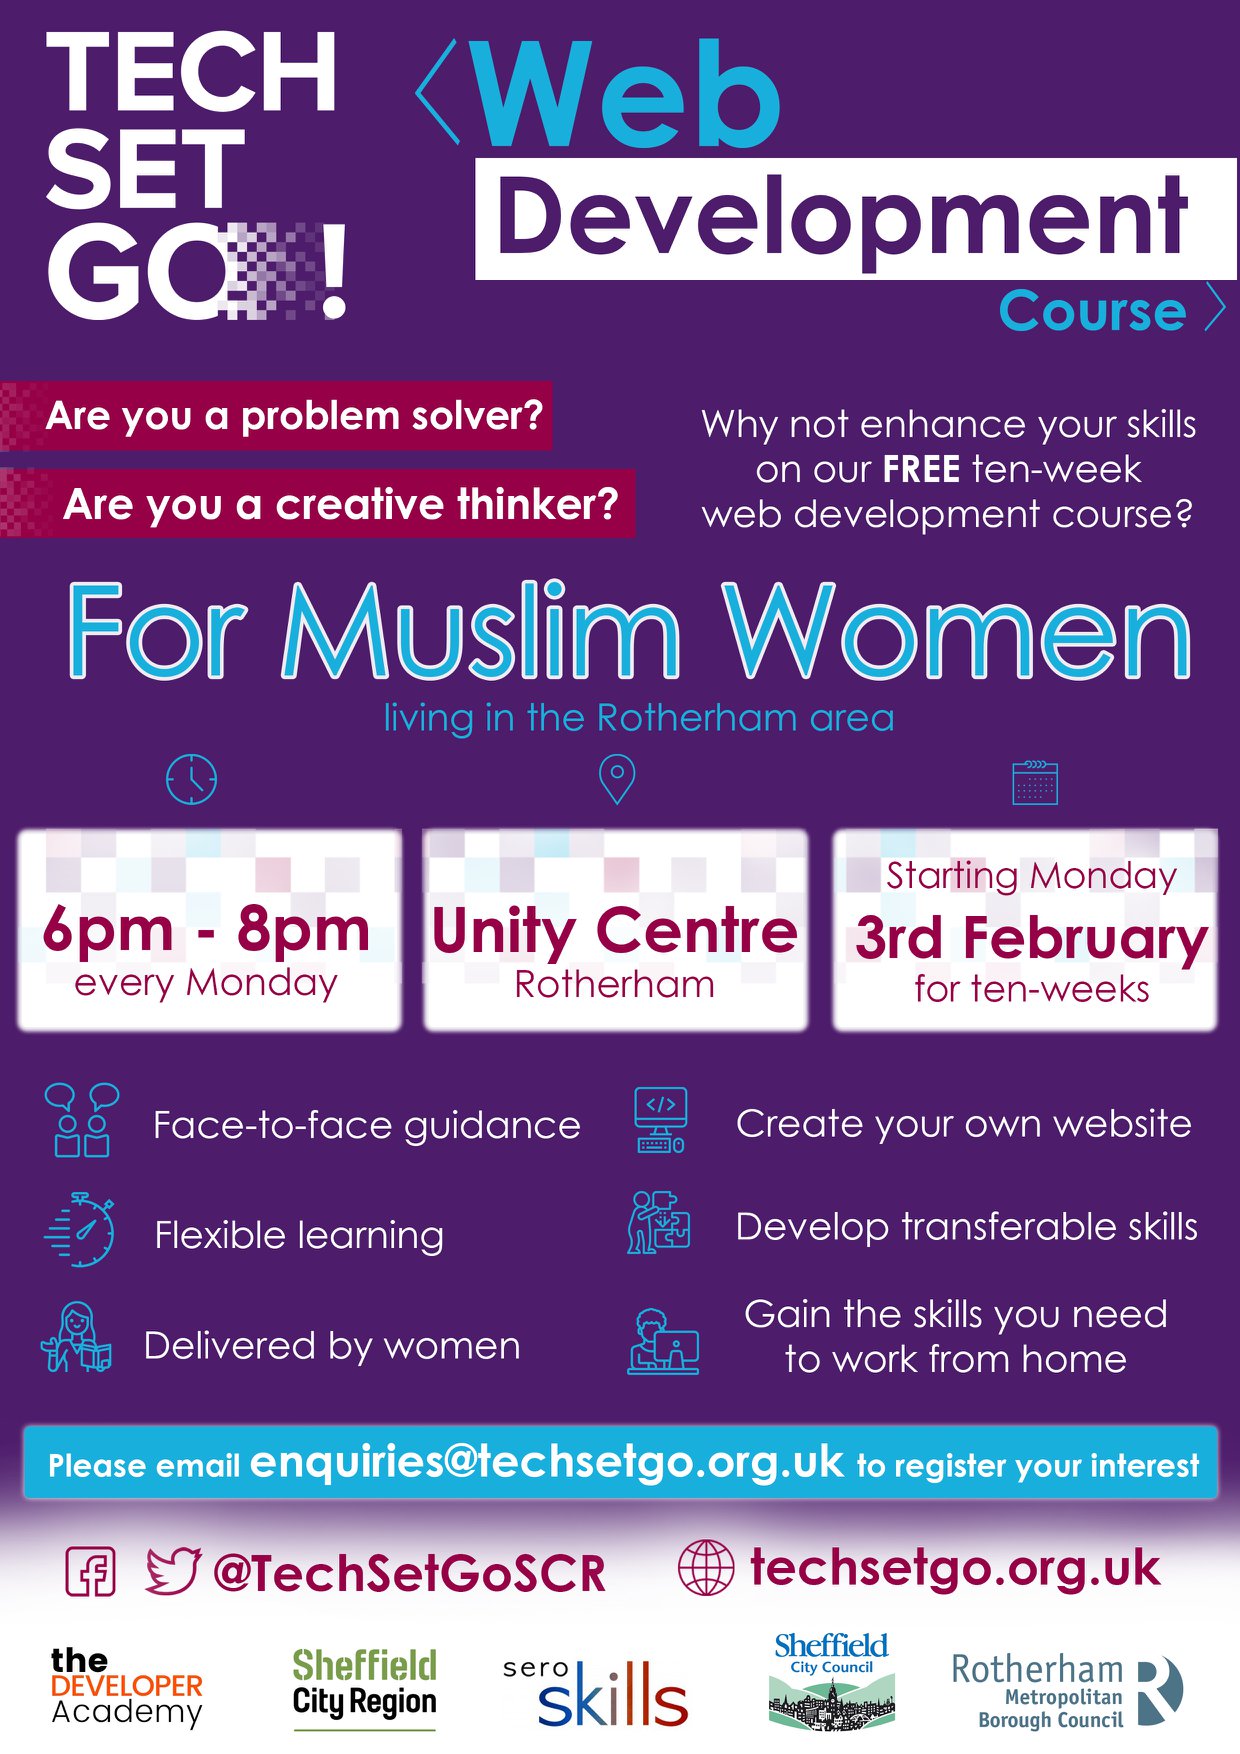 TECH
SET
GO!
Web
Development
Course
Are you a problem solver?
Are you a creative thinker?
Why not enhance your skills
on our FREE ten-week
web development course?
For Muslim Women
living in the Rotherham area
6pm - 8pm
every Monday
Unity Centre
Rotherham
Starting Monday
3rd February
for ten-weeks
Face-to-face guidance
Flexible learning
Delivered by women
</>
Create your own website
Develop transferable skills
Gain the skills you need
to work from home
Please email enquiries@techsetgo.org.uk to register your interest
@TechSetGoSCR
techsetgo.org.uk
the
DEVELOPER
Academy
Sheffield
City Region
sero
skills
Sheffield
City Council
Rotherham
Metropolitan
Borough Council